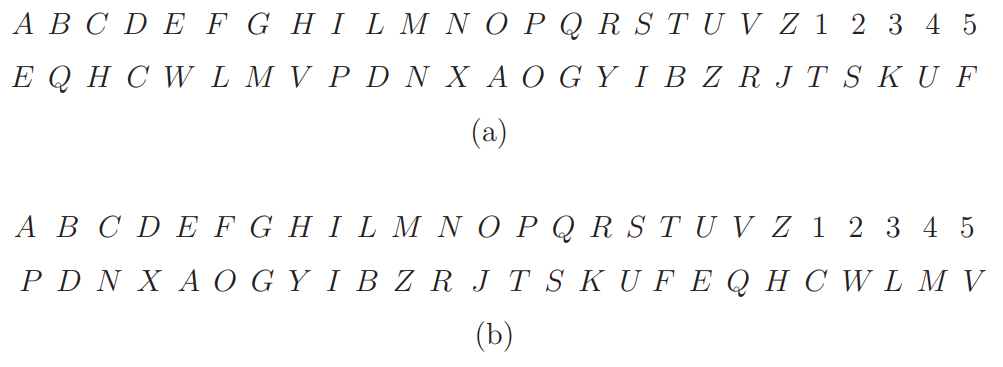 A B C D E F G H I L M N O P Q R S T U V Z 1 2 3 4 5
E Q H C W L M V P D N X A O G Y I B Z R J T S K U F
(a)
A B C D E F G H I L M N O P Q R S T U V Z 1 2 3 4 5
P D N X A O G Y I B Z R J T S K U F E Q H C W L M V
(b)